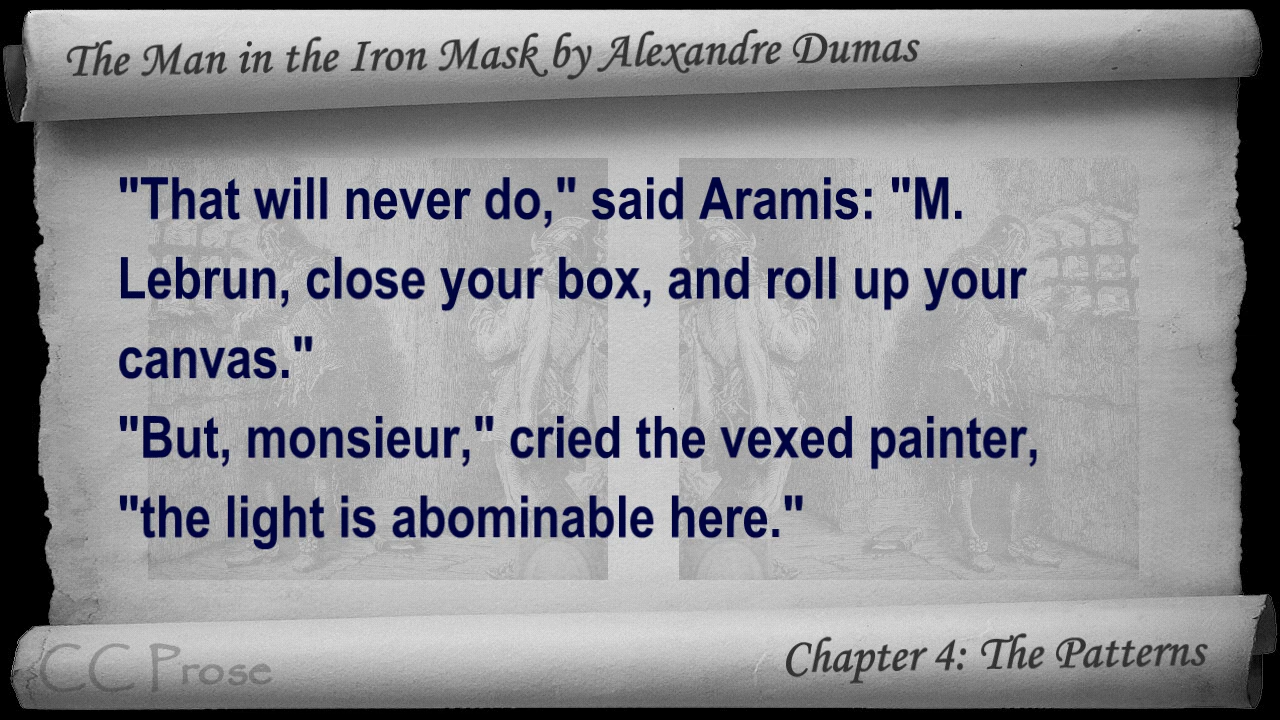 The Man in the Iron Mask by Alexandre Dumas
"That will never do," said Aramis: "M.
Lebrun, close your box, and roll up your
canvas."
"But, monsieur," cried the vexed painter,
"the light is abominable here."
CC Prose
Chapter 4: The Patterns